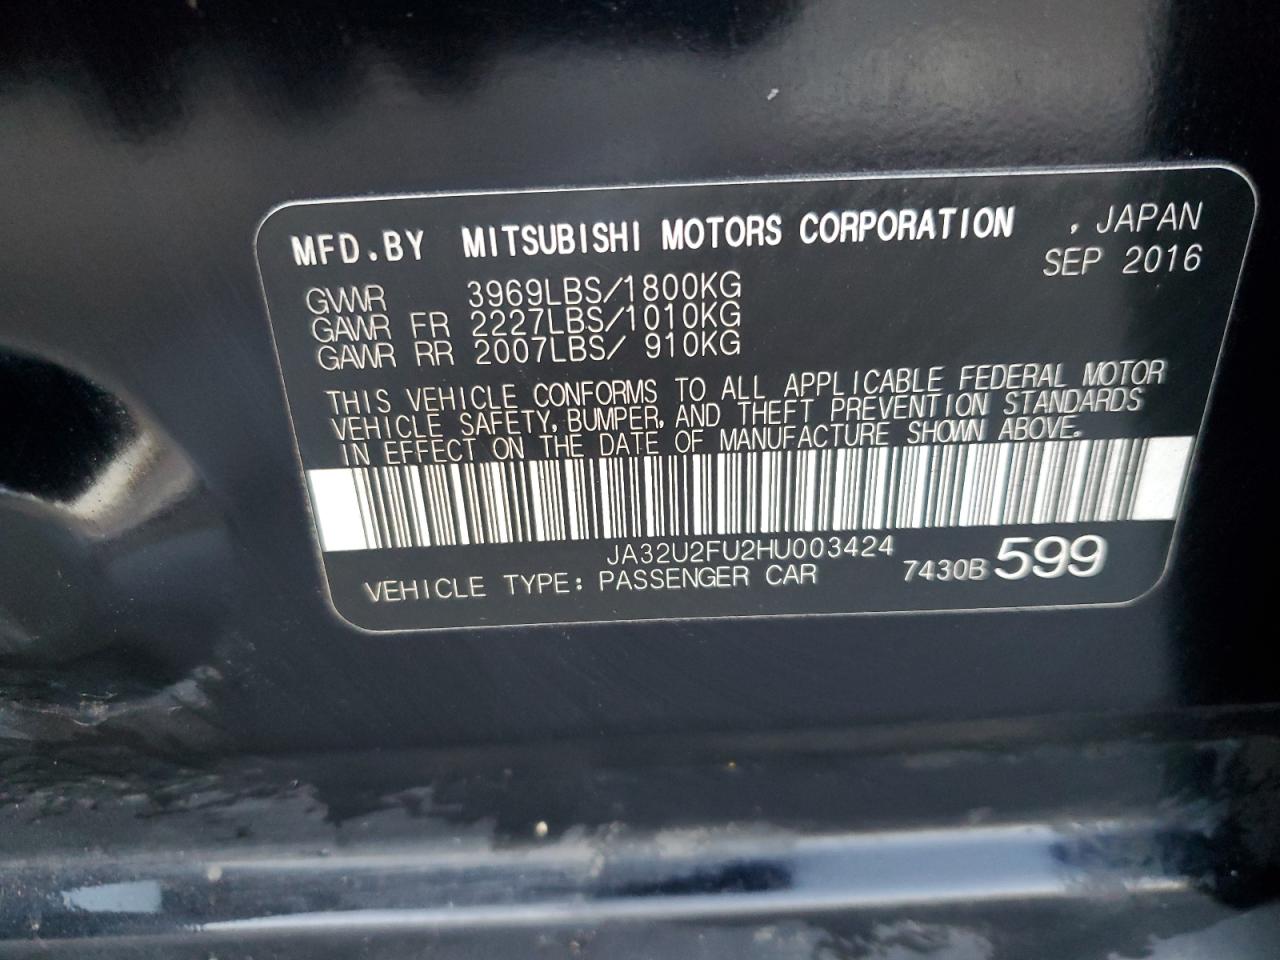 MFD.BY MITSUBISHI MOTORS CORPORATION , JAPAN
SEP 2016
GVWR 3969LBS/1800KG
GAWR FR 2227LBS/1010KG
GAWR RR 2007LBS/ 910KG
THIS VEHICLE CONFORMS TO ALL APPLICABLE FEDERAL MOTOR
VEHICLE SAFETY, BUMPER, AND THEFT PREVENTION STANDARDS
IN EFFECT ON THE DATE OF MANUFACTURE SHOWN ABOVE.
JA32U2FU2HU003424
VEHICLE TYPE: PASSENGER CAR 7430B 599